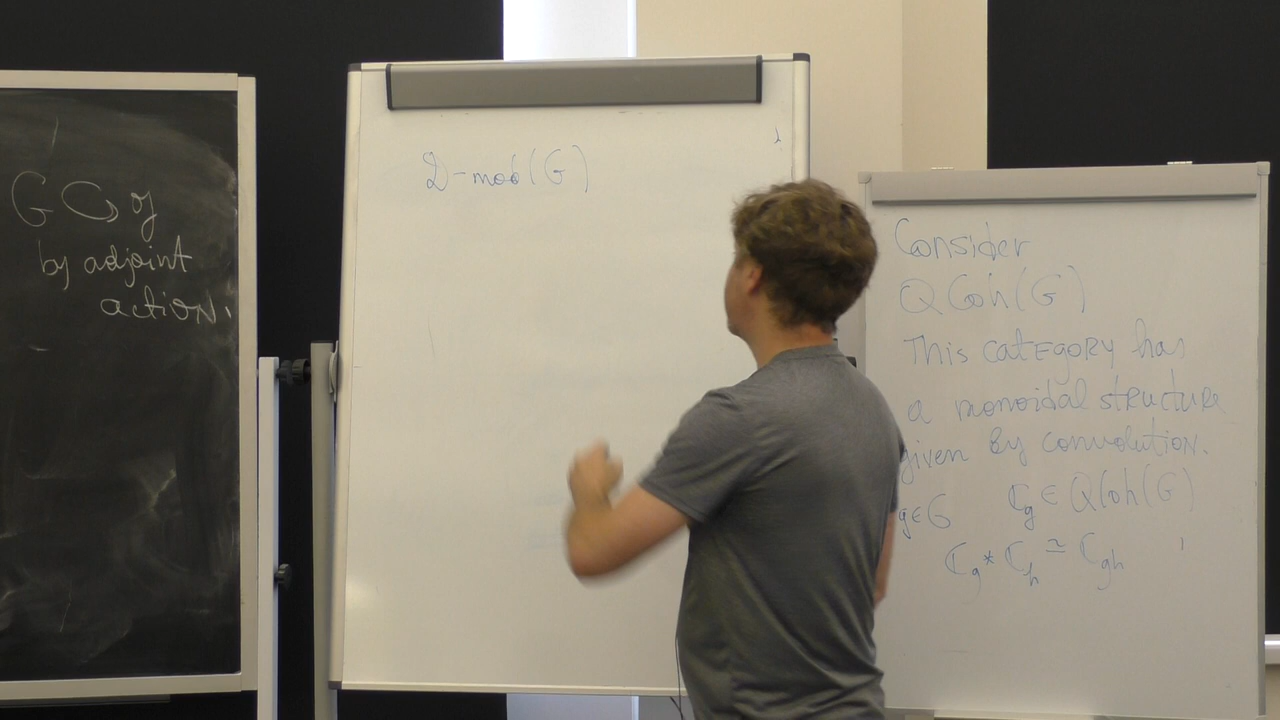 G ⟳ 𝔤
by adjoint
action.
2-mod(G)
Consider
QCoh(G)
This category has
a monoidal structure
given by convolution.
g∈G ℂ_g ∈ QCoh(G)
ℂ_g * ℂ_h ≃ ℂ_gh